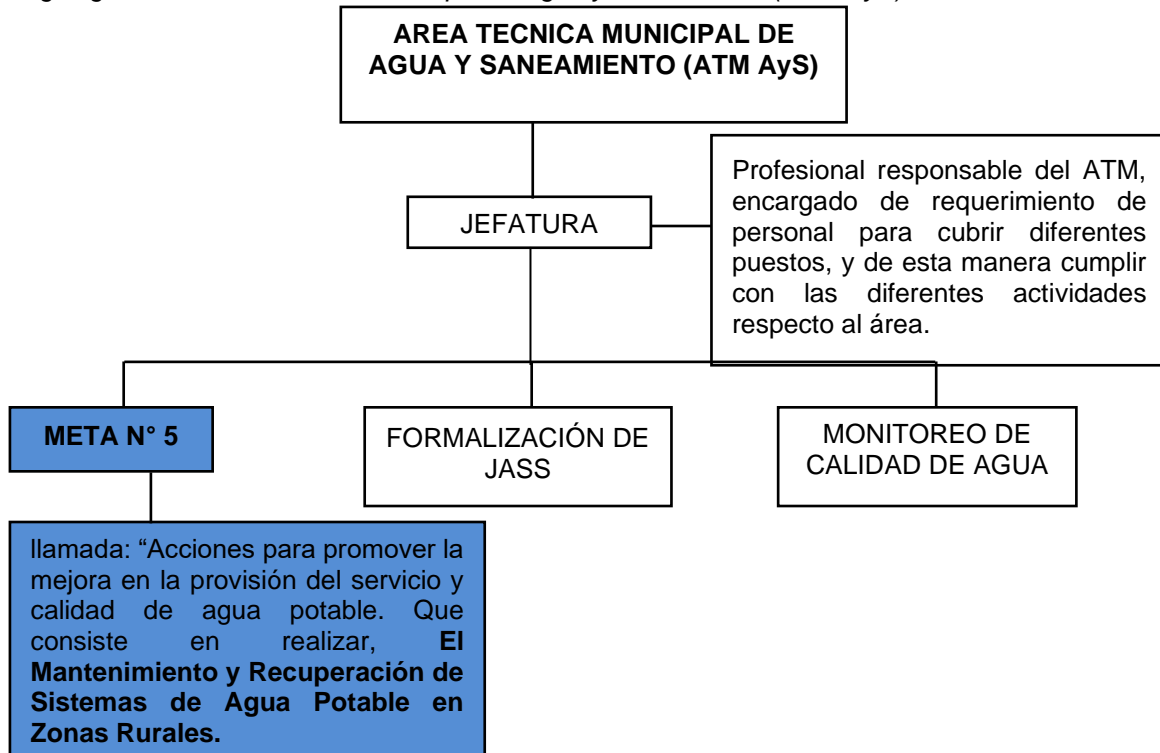 AREA TECNICA MUNICIPAL DE
AGUA Y SANEAMIENTO (ATM AyS)
Profesional responsable del ATM,
encargado de requerimiento de
personal para cubrir diferentes
puestos, y de esta manera cumplir
con las diferentes actividades
respecto al área.
JEFATURA
META N° 5
FORMALIZACIÓN DE
JASS
MONITOREO DE
CALIDAD DE AGUA
llamada: “Acciones para promover la
mejora en la provisión del servicio y
calidad de agua potable. Que
consiste en realizar, El
Mantenimiento y Recuperación de
Sistemas de Agua Potable en
Zonas Rurales.